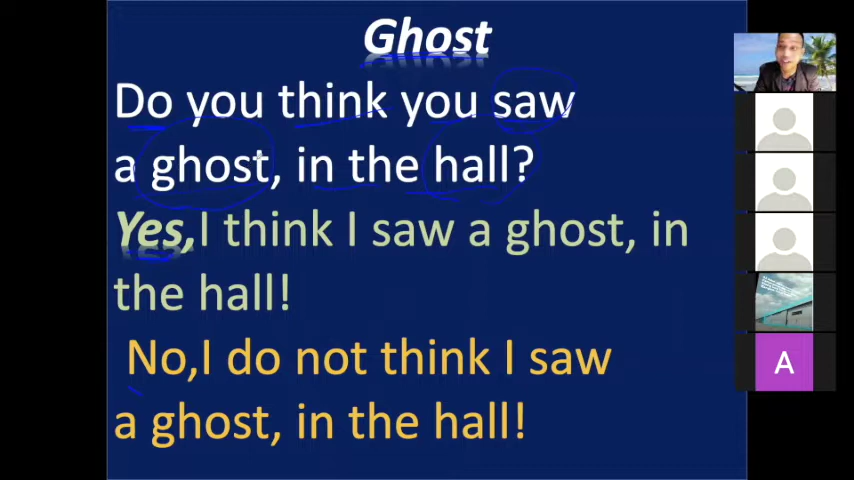 Ghost
Do you think you saw
a ghost, in the hall?
Yes,I think I saw a ghost, in
the hall!
No,I do not think I saw
a ghost, in the hall!
A